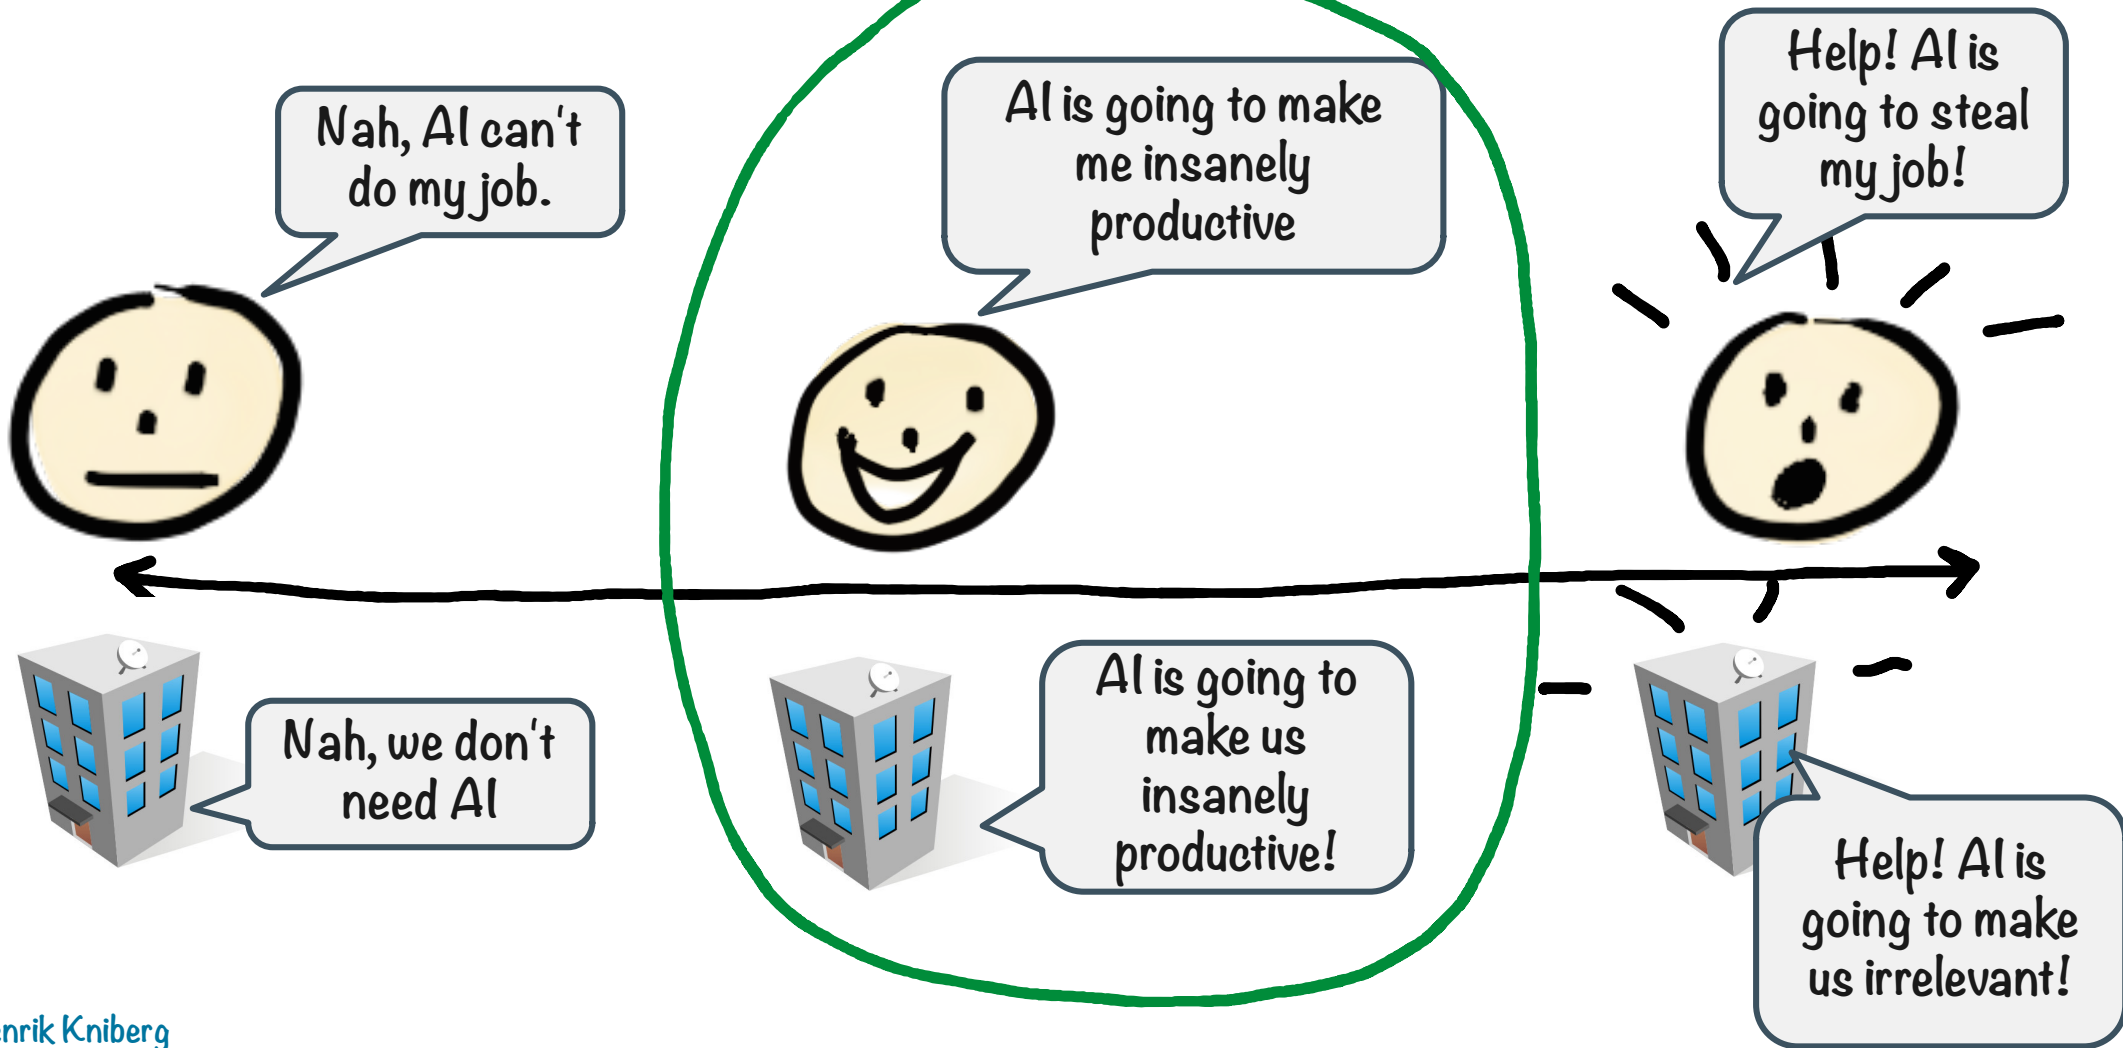 Nah, AI can't
do my job.
AI is going to make
me insanely
productive
Help! AI is
going to steal
my job!
Nah, we don't
need AI
AI is going to
make us
insanely
productive!
Help! AI is
going to make
us irrelevant!
enrik Kniberg